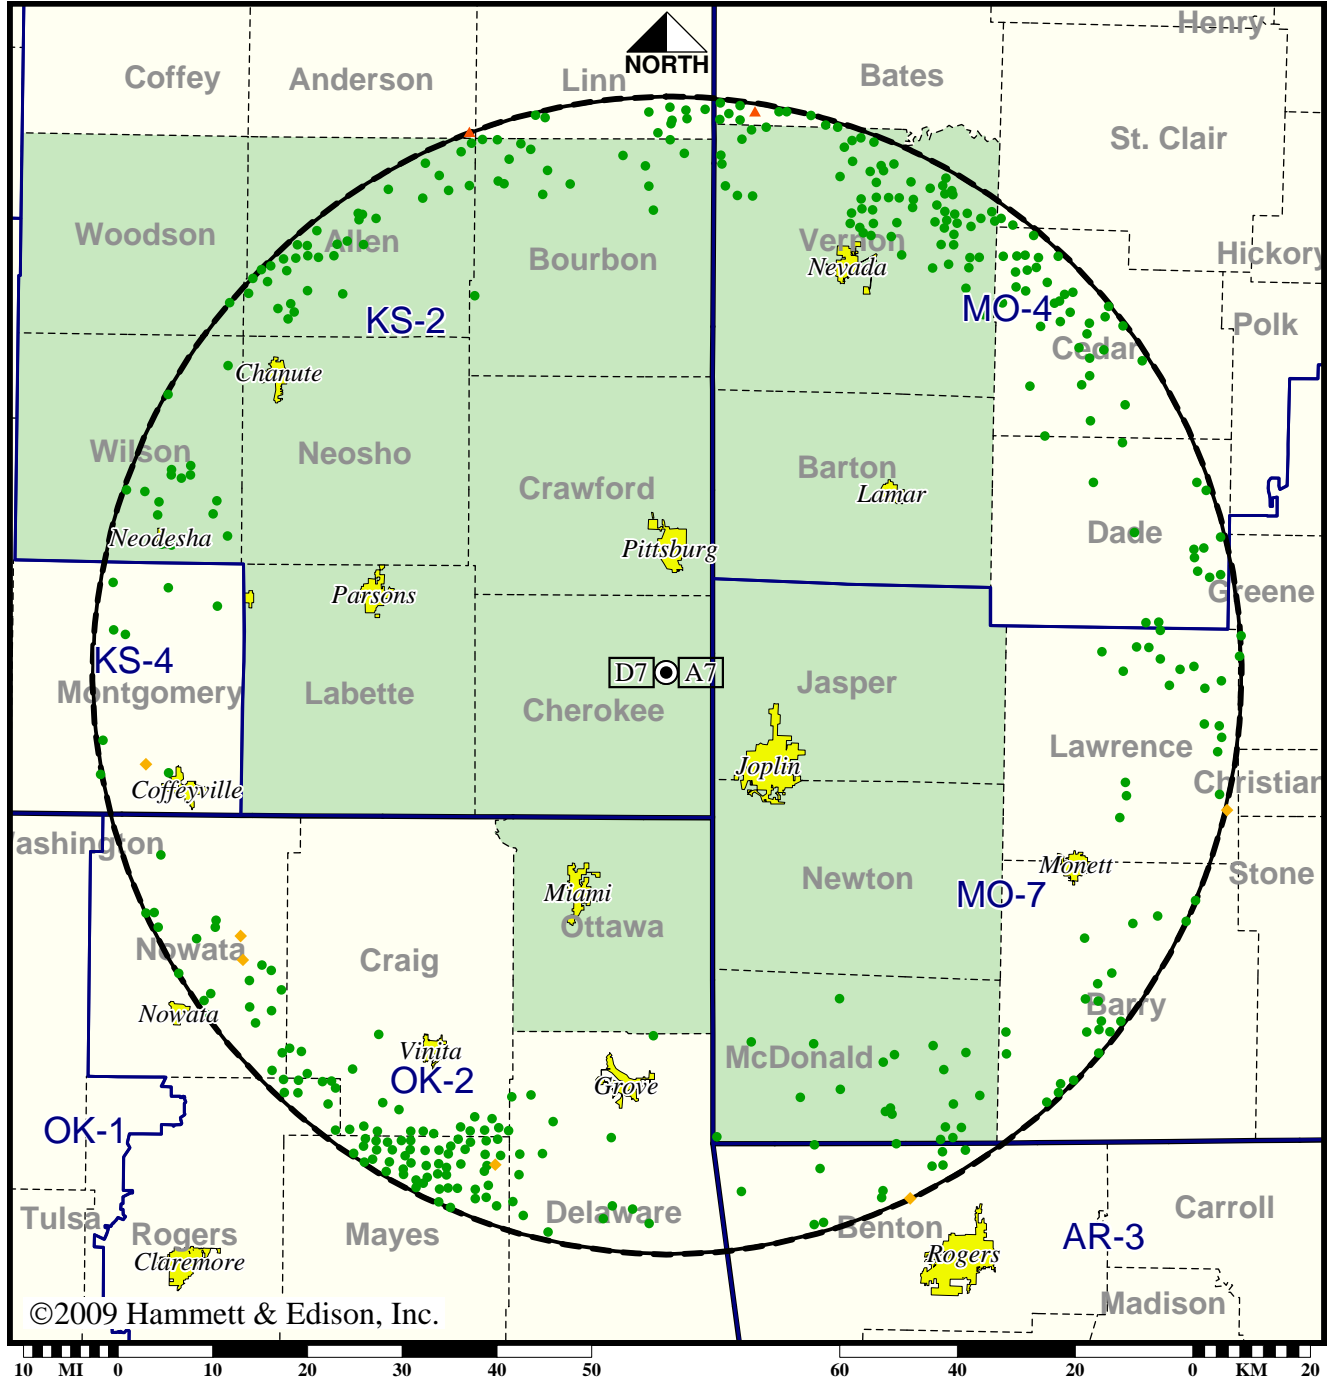 Henry
NORTH
Coffey
Anderson
Linn
Bates
St. Clair
Woodson
Allen
Bourbon
Vernon
Nevada
Hickory
KS-2
MO-4
Polk
Cedar
Chanute
Wilson
Neosho
Crawford
Barton
Lamar
Neodesha
Pittsburg
Dade
Parsons
Greene
KS-4
Montgomery
Labette
D7
A7
Cherokee
Jasper
Lawrence
Joplin
Coffeyville
Christian
ashington
Miami
Ottawa
Newton
MO-7
Monett
Stone
Nowata
Craig
Nowata
Barry
Vinita
OK-2
Grove
McDonald
OK-1
Tulsa
Rogers
Claremore
Mayes
Delaware
Benton
Rogers
AR-3
Carroll
Madison
©2009 Hammett & Edison, Inc.
10 MI 0 10 20 30 40 50 60 40 20 0 KM 20